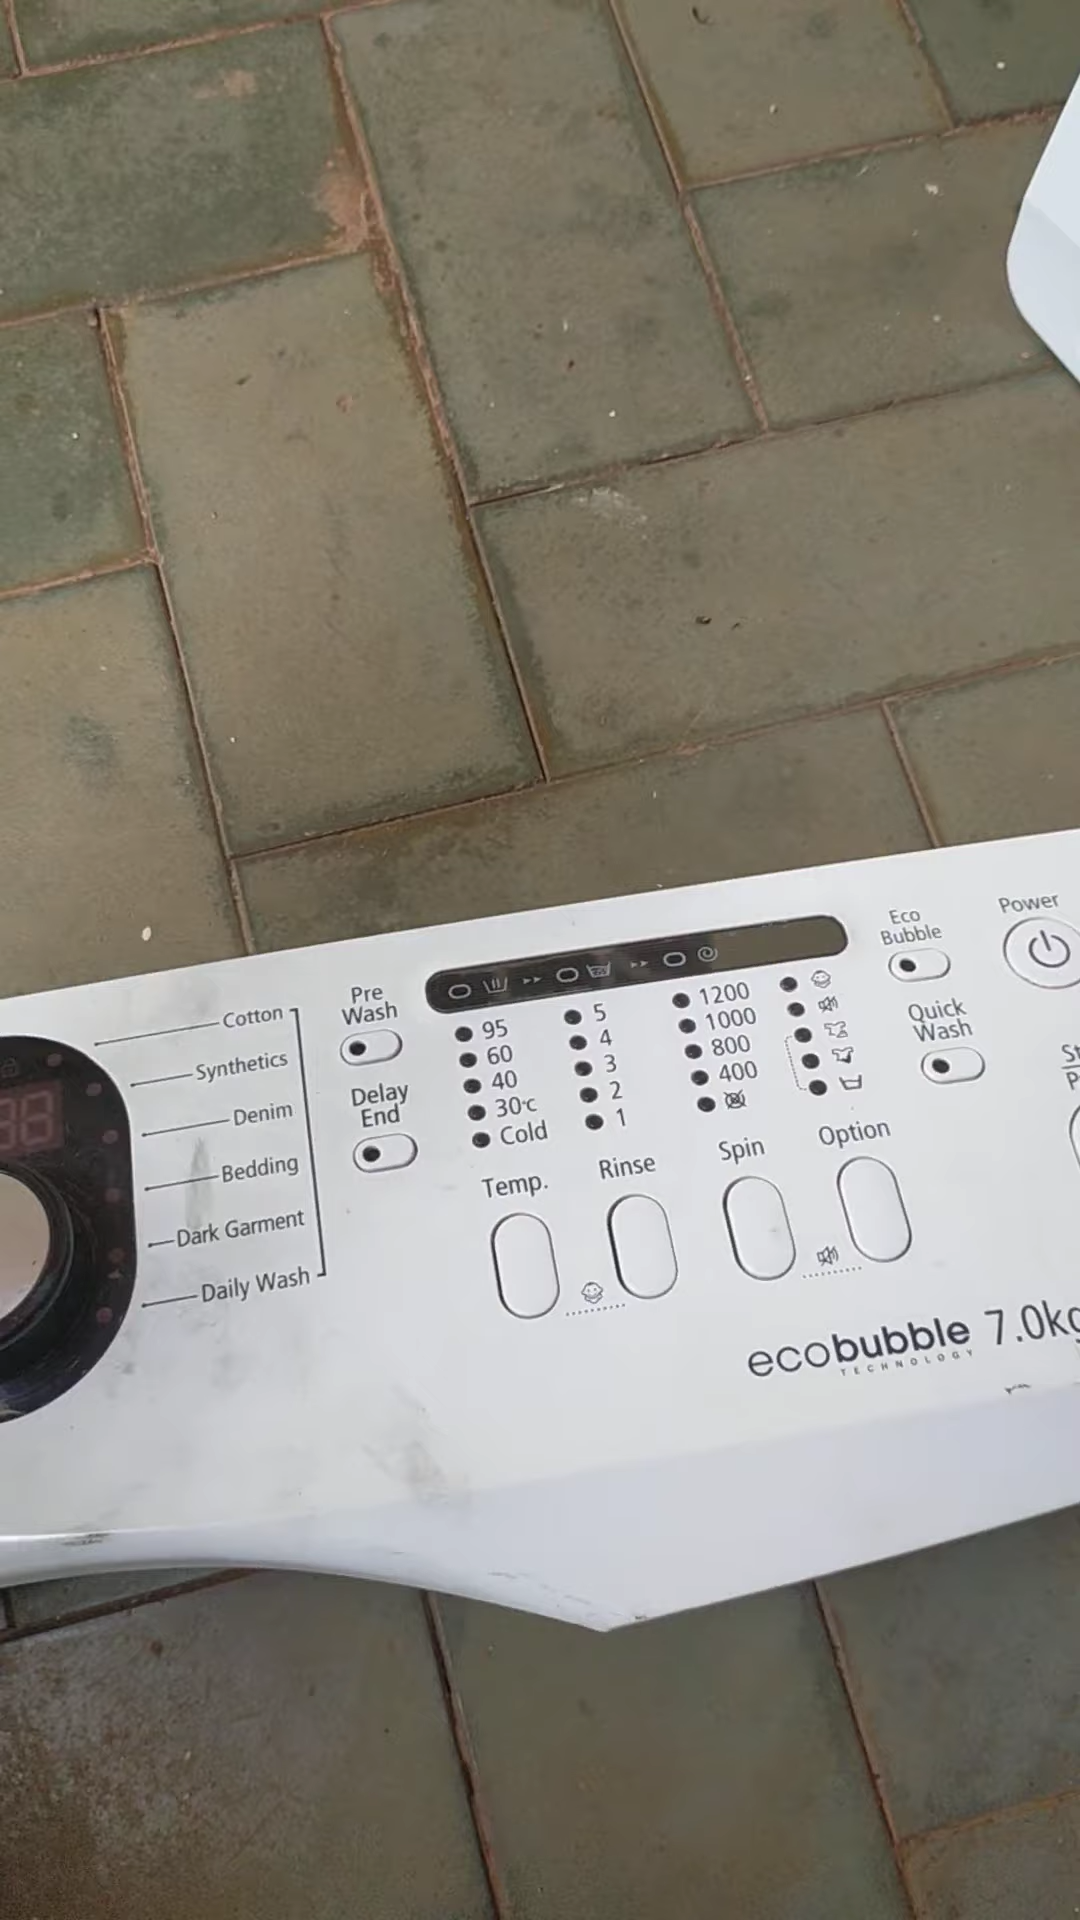 Cotton
Synthetics
Denim
Bedding
Dark Garment
Daily Wash
Pre
Wash
Delay
End
95
60
40
30°c
Cold
Temp.
5
4
3
2
1
Rinse
1200
1000
800
400
Spin
Option
Eco
Bubble
Quick
Wash
Power
ecobubble 7.0kg
TECHNOLOGY